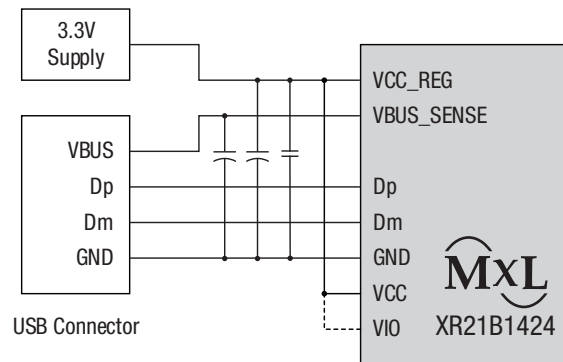 3.3V
Supply
VBUS
Dp
Dm
GND
USB Connector
VCC_REG
VBUS_SENSE
Dp
Dm
GND
VCC
VIO
MxL
XR21B1424